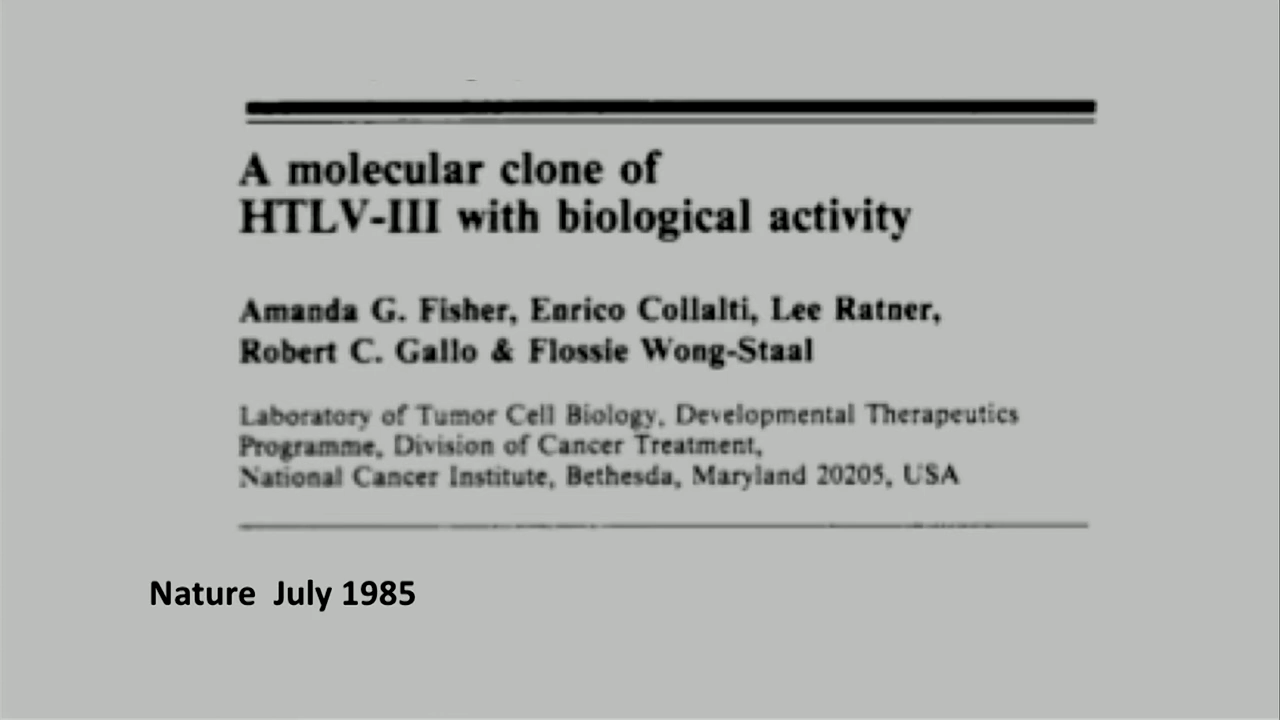 A molecular clone of
HTLV-III with biological activity
Amanda G. Fisher, Enrico Collalti, Lee Ratner,
Robert C. Gallo & Flossie Wong-Staal
Laboratory of Tumor Cell Biology, Developmental Therapeutics
Programme, Division of Cancer Treatment,
National Cancer Institute, Bethesda, Maryland 20205, USA
Nature July 1985